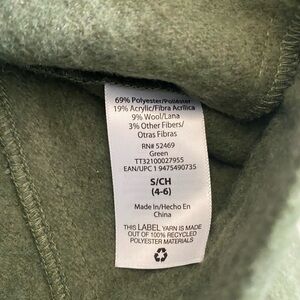 69% Polyester/Poliéster
19% Acrylic/Fibra Acrílica
9% Wool/Lana
3% Other Fibers/
Otras Fibras
RN# 52469
Green
TT32100027955
EAN/UPC 19475490735
S/CH
(4-6)
Made In/Hecho En
China
THIS LABEL YARN IS MADE
OUT OF 100% RECYCLED
POLYESTER MATERIALS